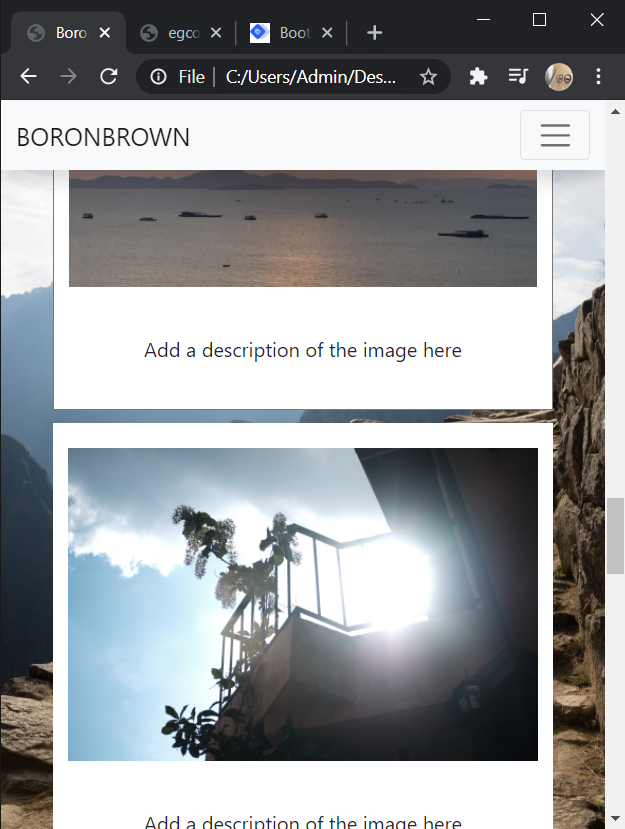 Boro
egco
Boot
File
C:/Users/Admin/Des...
BORONBROWN
Add a description of the image here
Add a description of the image here